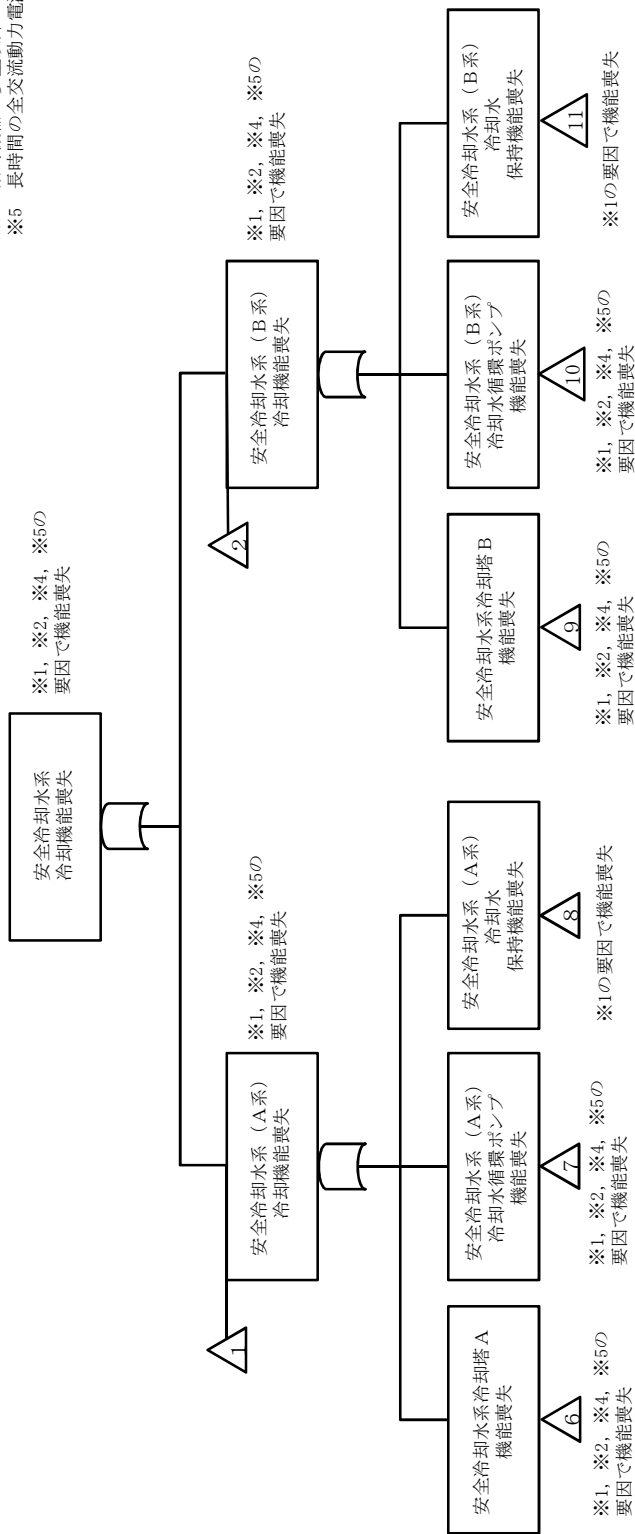 ※5 長時間の全交流動力電源
安全冷却水系
冷却機能喪失
※1, ※2, ※4, ※5の
要因で機能喪失
1
安全冷却水系（A系）
冷却機能喪失
※1, ※2, ※4, ※5の
要因で機能喪失
2
安全冷却水系（B系）
冷却機能喪失
※1, ※2, ※4, ※5の
要因で機能喪失
安全冷却水系冷却塔A
機能喪失
6
※1, ※2, ※4, ※5の
要因で機能喪失
安全冷却水系（A系）
冷却水循環ポンプ
機能喪失
7
※1, ※2, ※4, ※5の
要因で機能喪失
安全冷却水系（A系）
冷却水
保持機能喪失
8
※1の要因で機能喪失
安全冷却水系冷却塔B
機能喪失
9
※1, ※2, ※4, ※5の
要因で機能喪失
安全冷却水系（B系）
冷却水循環ポンプ
機能喪失
10
※1, ※2, ※4, ※5の
要因で機能喪失
安全冷却水系（B系）
冷却水
保持機能喪失
11
※1の要因で機能喪失